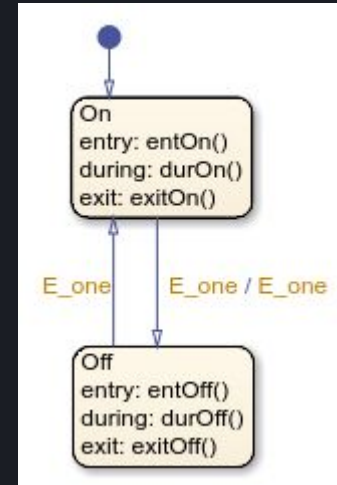 On
entry: entOn()
during: durOn()
exit: exitOn()
E_one
E_one / E_one
Off
entry: entOff()
during: durOff()
exit: exitOff()